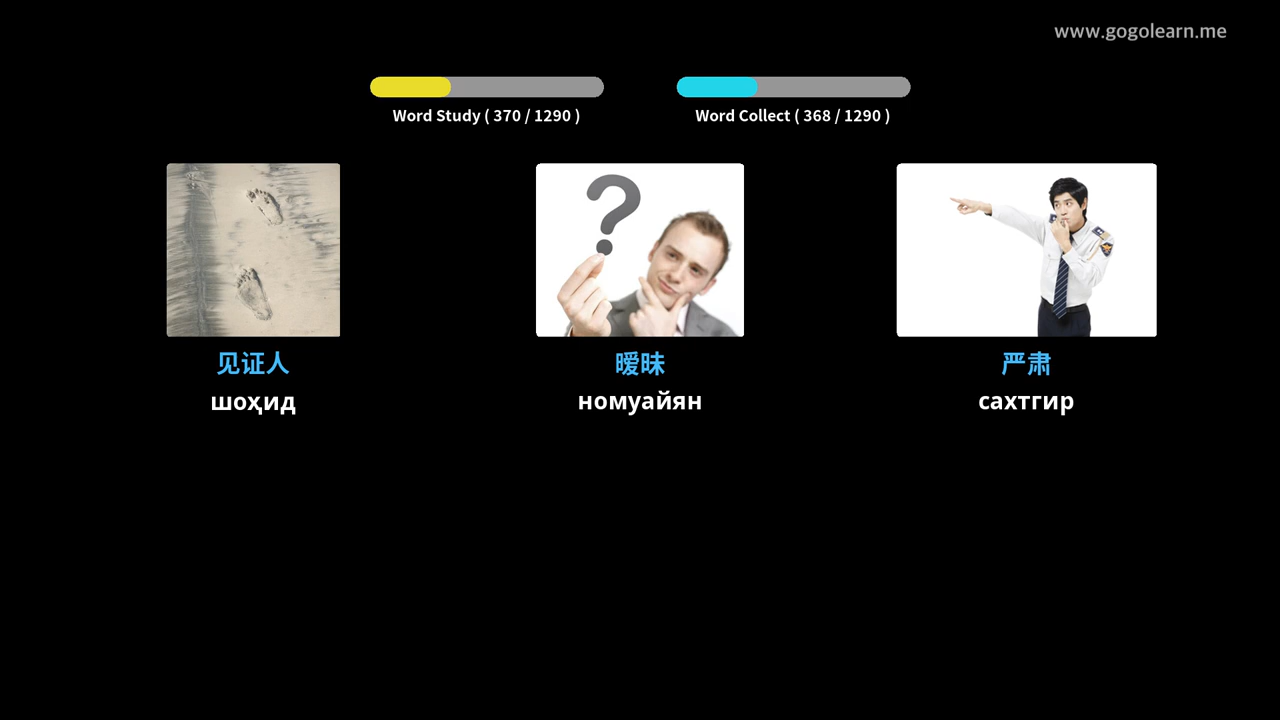 www.gogolearn.me
Word Study ( 370 / 1290 )
Word Collect ( 368 / 1290 )
见证人
暧昧
严肃
шоҳид
номуайян
сахтгир